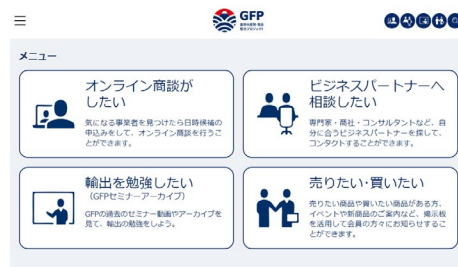 GFP
農林水産物・食品
輸出プロジェクト
メニュー
オンライン商談が
したい
気になる事業者を見つけたら日時候補の
申込みをして、オンライン商談を行うこ
とができます。
ビジネスパートナーへ
相談したい
専門家・商社・コンサルタントなど、自
分に合うビジネスパートナーを探して、
コンタクトすることができます。
輸出を勉強したい
(GFPセミナーアーカイブ)
GFPの過去のセミナー動画やアーカイブを
見て、輸出の勉強をしよう。
売りたい・買いたい
売りたい商品や買いたい商品がある方、
イベントや新商品のご案内など、掲示板
を活用して会員の方々にお知らせするこ
とができます。